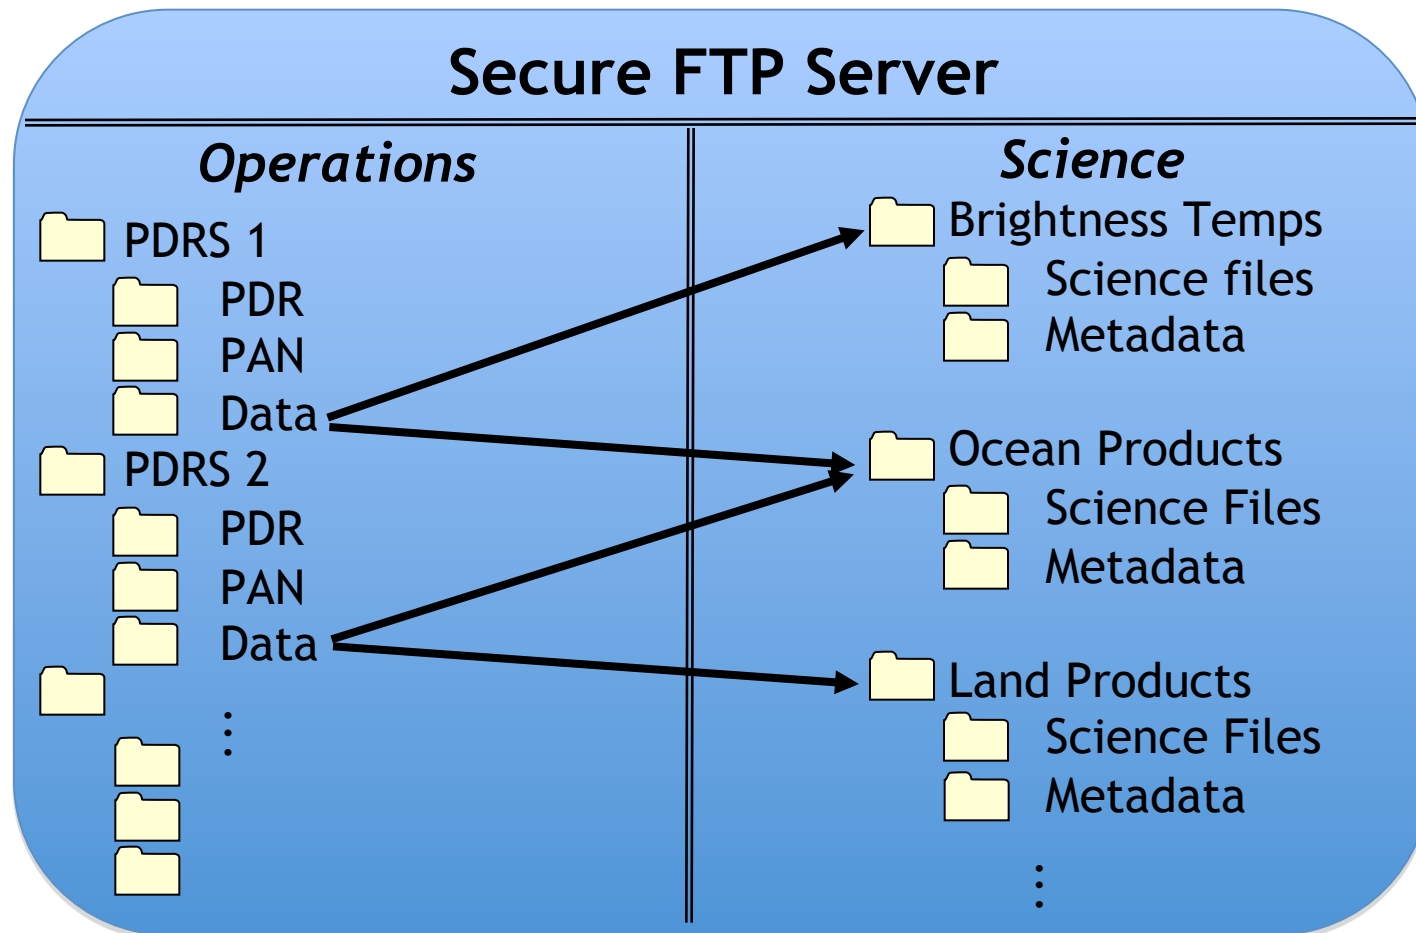 Secure FTP Server
Operations
PDRS 1
PDR
PAN
Data
PDRS 2
PDR
PAN
Data
⋮
Science
Brightness Temps
Science files
Metadata
Ocean Products
Science Files
Metadata
Land Products
Science Files
Metadata
⋮